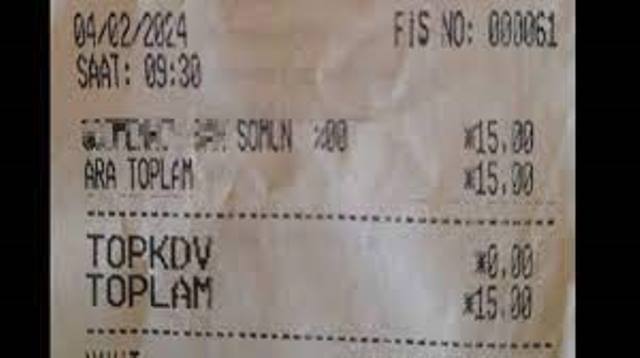 04/02/2024 FİŞ NO: 000061
SAAT: 09:30
SOMUN %00 *15.00
ARA TOPLAM *15.00
TOPKDV *0.00
TOPLAM *15.00